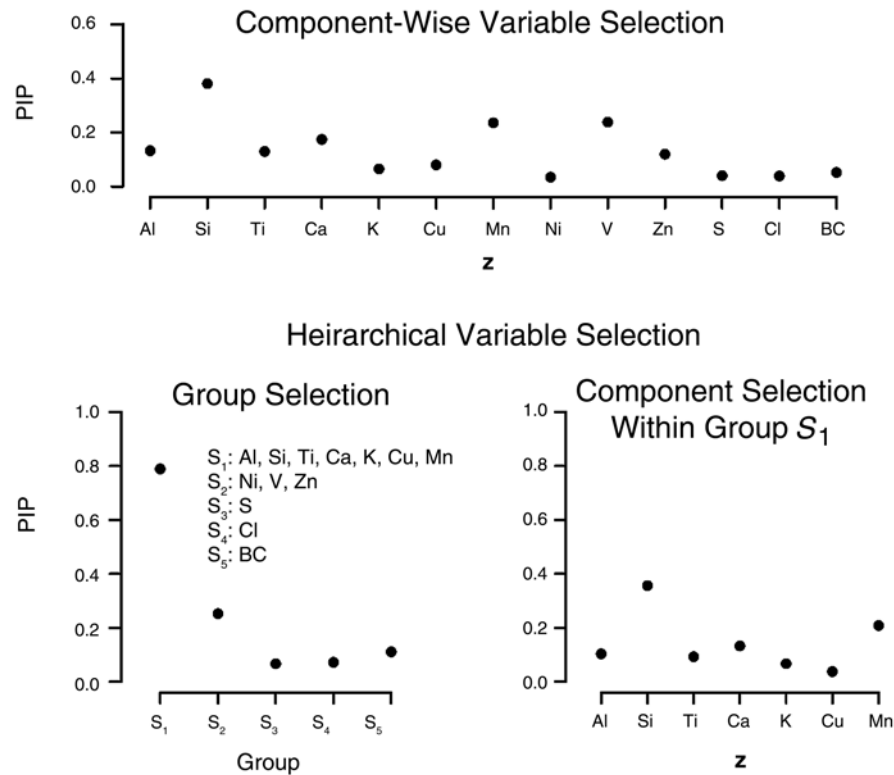 Component-Wise Variable Selection
PIP
0.6
0.4
0.2
0.0
Al Si Ti Ca K Cu Mn Ni V Zn S Cl BC
z
Heirarchical Variable Selection
Group Selection
PIP
1.0
0.8
0.6
0.4
0.2
0.0
S₁: Al, Si, Ti, Ca, K, Cu, Mn
S₂: Ni, V, Zn
S₃: S
S₄: Cl
S₅: BC
S₁ S₂ S₃ S₄ S₅
Group
Component Selection
Within Group S₁
1.0
0.8
0.6
0.4
0.2
0.0
Al Si Ti Ca K Cu Mn
z